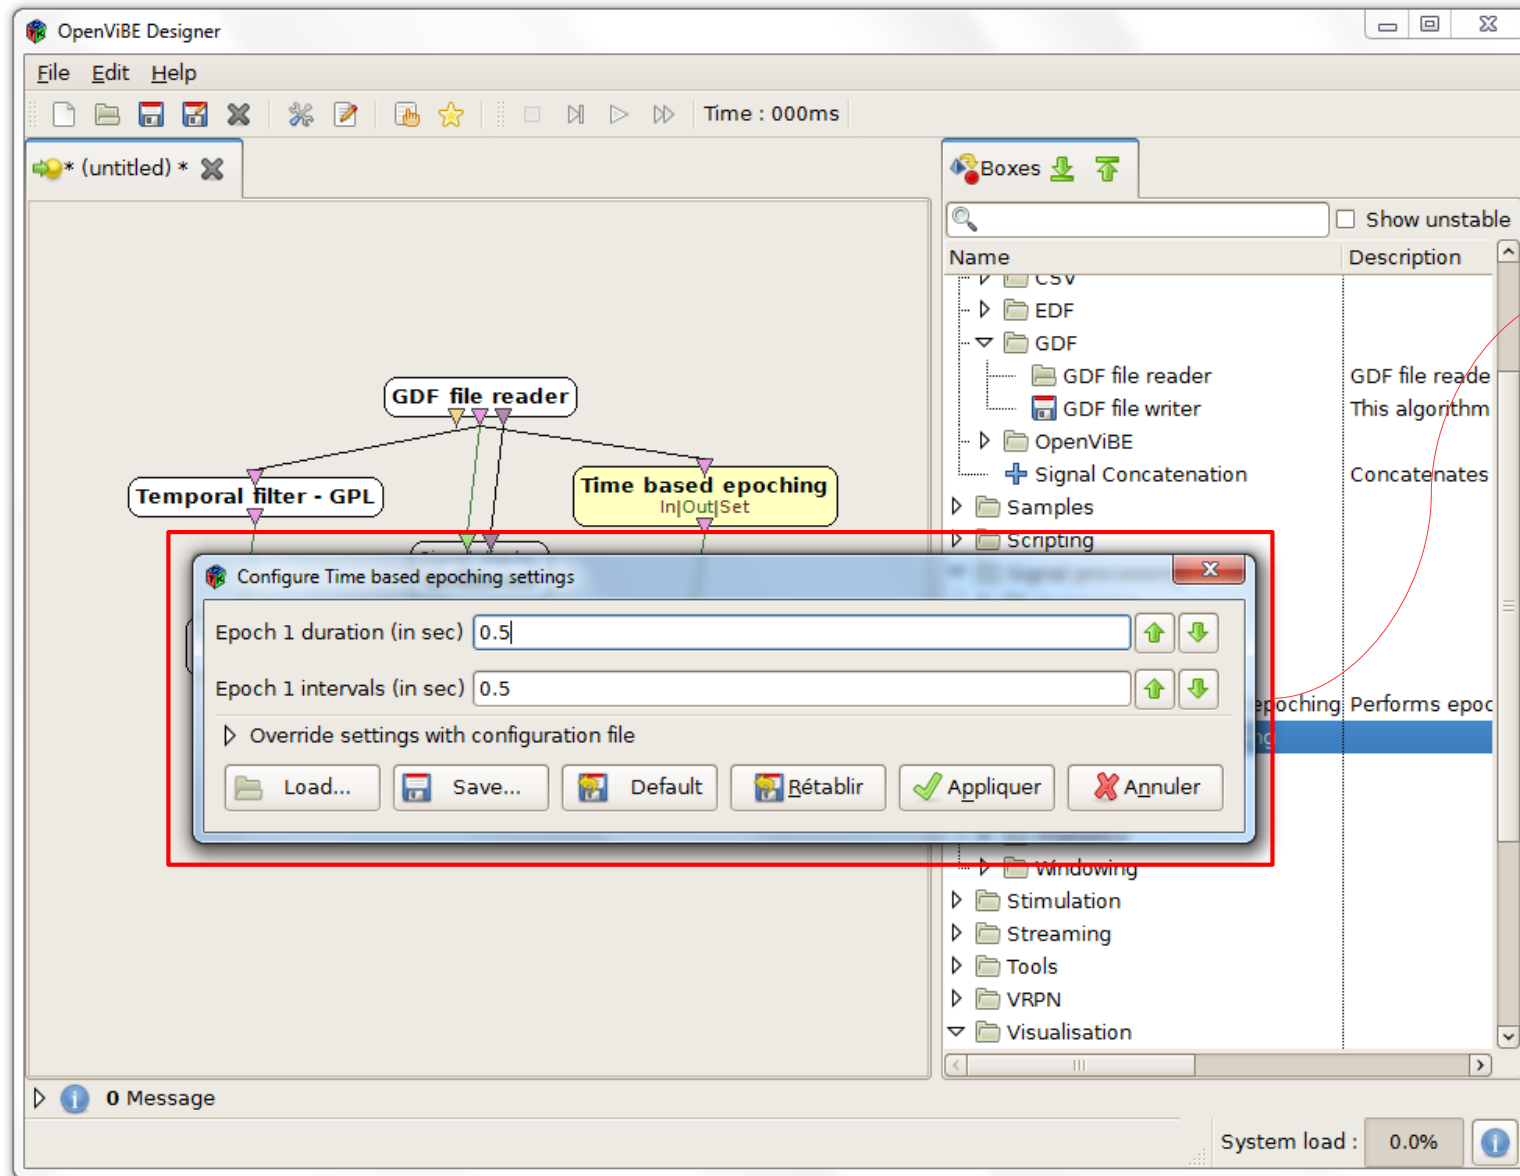 OpenViBE Designer
File Edit Help
Time : 000ms
* (untitled) *
Boxes
Show unstable
Name Description
CSV
EDF
GDF
GDF file reader GDF file reade
GDF file writer This algorithm
OpenViBE
Signal Concatenation Concatenates
Samples
Scripting
GDF file reader
Temporal filter - GPL
Time based epoching
In|Out|Set
Configure Time based epoching settings
Epoch 1 duration (in sec) 0.5
Epoch 1 intervals (in sec) 0.5
Override settings with configuration file
Load... Save... Default Rétablir Appliquer Annuler
epoching Performs epoc
ng
Windowing
Stimulation
Streaming
Tools
VRPN
Visualisation
0 Message
System load : 0.0%